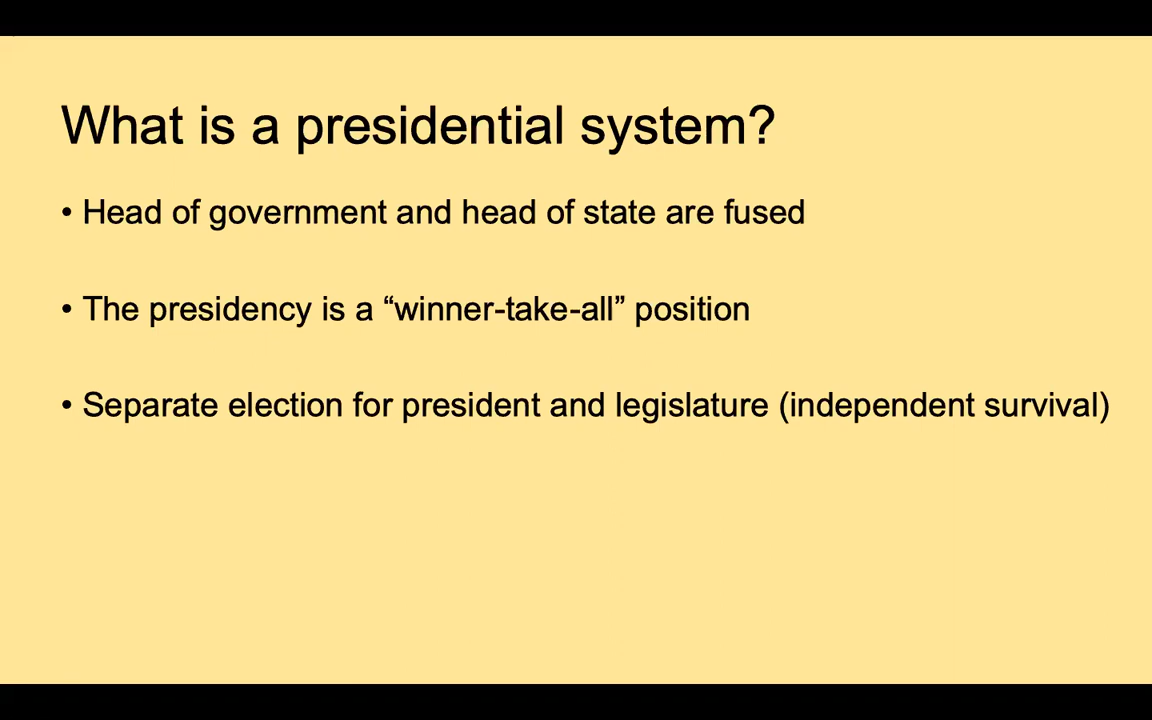 What is a presidential system?
• Head of government and head of state are fused
• The presidency is a “winner-take-all” position
• Separate election for president and legislature (independent survival)